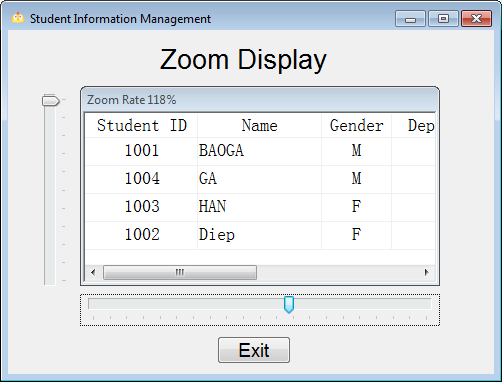 Student Information Management
Zoom Display
Zoom Rate 118%
Student ID Name Gender Dep
1001 BAOGA M
1004 GA M
1003 HAN F
1002 Diep F
Exit